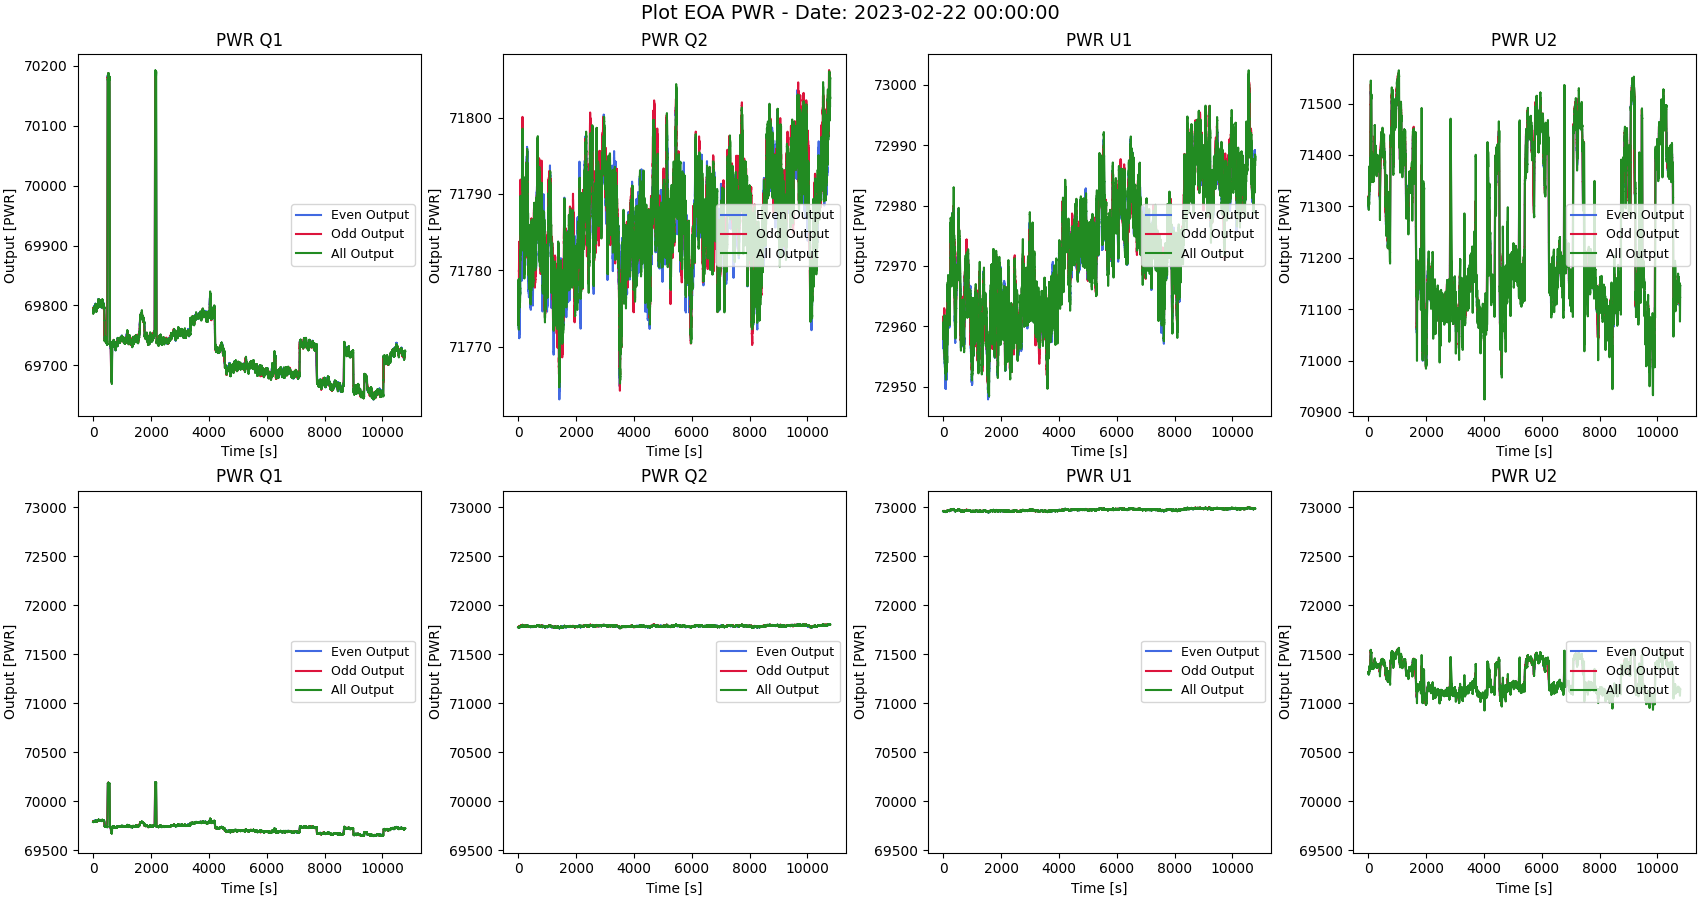 Plot EOA PWR - Date: 2023-02-22 00:00:00
PWR Q1
Output [PWR]
70200
70100
70000
69900
69800
69700
Even Output
Odd Output
All Output
0 2000 4000 6000 8000 10000
Time [s]
PWR Q2
Output [PWR]
71800
71790
71780
71770
Even Output
Odd Output
All Output
0 2000 4000 6000 8000 10000
Time [s]
PWR U1
Output [PWR]
73000
72990
72980
72970
72960
72950
Even Output
Odd Output
All Output
0 2000 4000 6000 8000 10000
Time [s]
PWR U2
Output [PWR]
71500
71400
71300
71200
71100
71000
70900
Even Output
Odd Output
All Output
0 2000 4000 6000 8000 10000
Time [s]
PWR Q1
Output [PWR]
73000
72500
72000
71500
71000
70500
70000
69500
Even Output
Odd Output
All Output
0 2000 4000 6000 8000 10000
Time [s]
PWR Q2
Output [PWR]
73000
72500
72000
71500
71000
70500
70000
69500
Even Output
Odd Output
All Output
0 2000 4000 6000 8000 10000
Time [s]
PWR U1
Output [PWR]
73000
72500
72000
71500
71000
70500
70000
69500
Even Output
Odd Output
All Output
0 2000 4000 6000 8000 10000
Time [s]
PWR U2
Output [PWR]
73000
72500
72000
71500
71000
70500
70000
69500
Even Output
Odd Output
All Output
0 2000 4000 6000 8000 10000
Time [s]